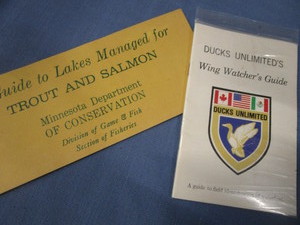 Guide to Lakes Managed for
TROUT AND SALMON
Minnesota Department
OF CONSERVATION
Division of Game & Fish
Section of Fisheries
DUCKS UNLIMITED'S
Wing Watcher's Guide
DUCKS UNLIMITED
A guide to